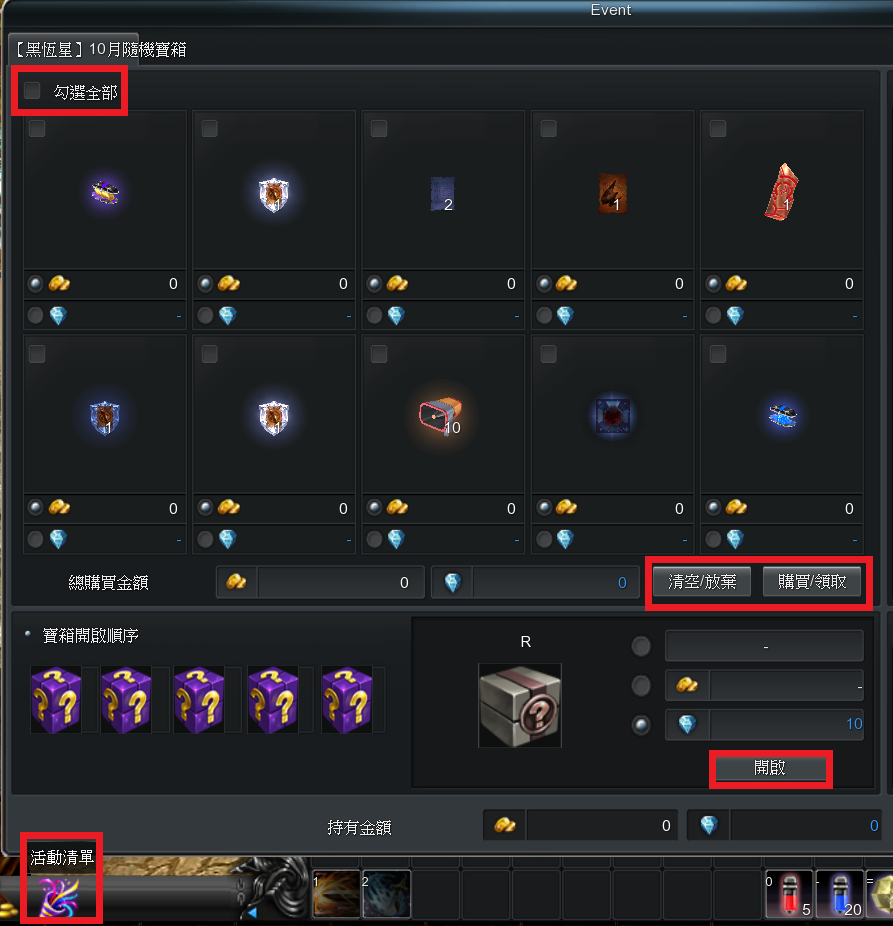 Event
【黑恆星】10月隨機寶箱
勾選全部
1 2 1 1
0 0 0 0 0
- - - - -
1 1 10
0 0 0 0 0
- - - - -
總購買金額 0 0 清空/放棄 購買/領取
寶箱開啟順序
R
-
-
10
開啟
持有金額 0 0
活動清單
1 2 0 5 - 20 =